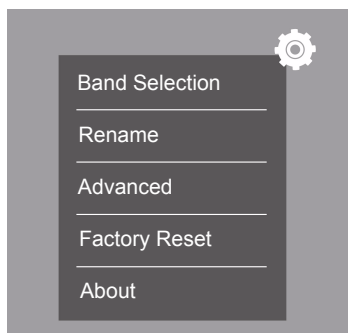 Band Selection
Rename
Advanced
Factory Reset
About